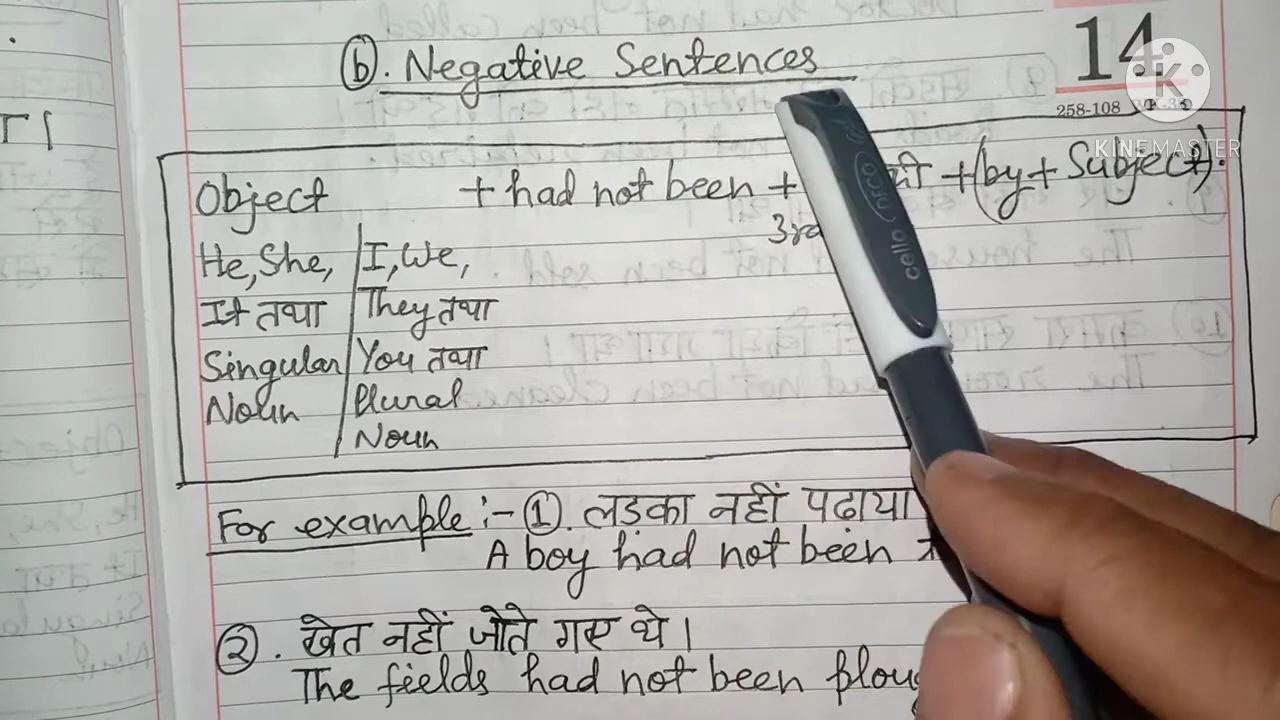 (b). Negative Sentences
14
258-108
KINEMASTER
Object + had not been + + (by + Subject).
3rd
He, She, | I, We,
It तथा | They तथा
Singular | You तथा
Noun | Plural
Noun
For example :- ①. लड़का नहीं पढाया
A boy had not been
②. खेत नहीं जोते गए थे।
The fields had not been plou
cello